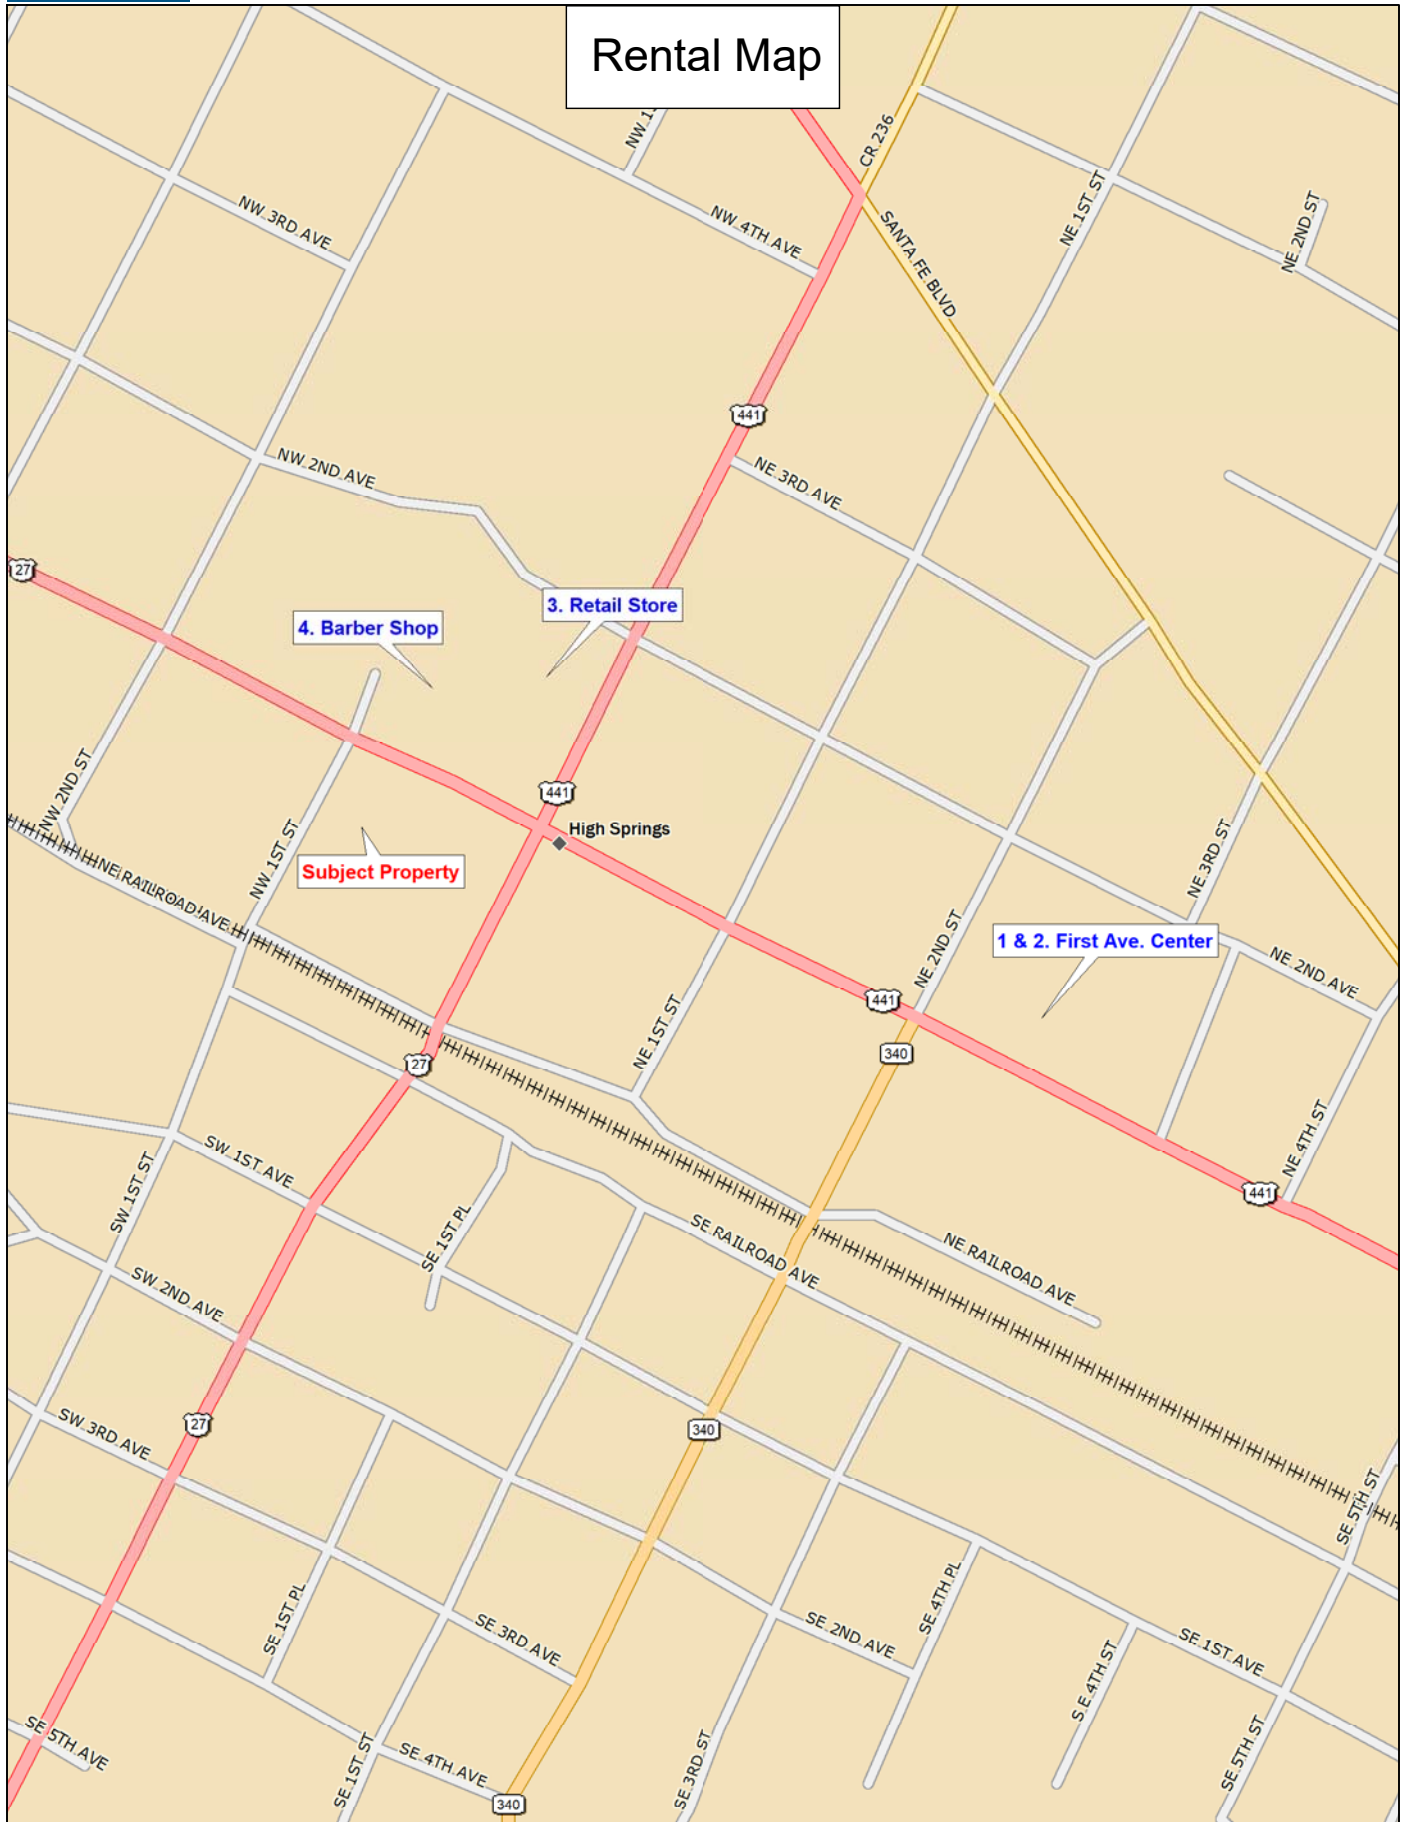 Rental Map
NW 1
CR 236
NE 1ST ST
NE 2ND ST
NW 3RD AVE
NW 4TH AVE
SANTA FE BLVD
441
NW 2ND AVE
NE 3RD AVE
27
3. Retail Store
4. Barber Shop
NW 2ND ST
441
High Springs
NW 1ST ST
Subject Property
NE RAILROAD AVE
NE 3RD ST
1 & 2. First Ave. Center
NE 2ND ST
NE 2ND AVE
441
NE 1ST ST
340
27
NE 4TH ST
SW 1ST AVE
SW 1ST ST
441
SE 1ST PL
SE RAILROAD AVE
NE RAILROAD AVE
SW 2ND AVE
27
SW 3RD AVE
340
SE 5TH ST
SE 1ST PL
SE 3RD AVE
SE 4TH PL
SE 2ND AVE
SE 1ST AVE
S.E 4TH ST
SE 5TH AVE
SE 1ST ST
SE 4TH AVE
SE 3RD ST
SE 5TH ST
340